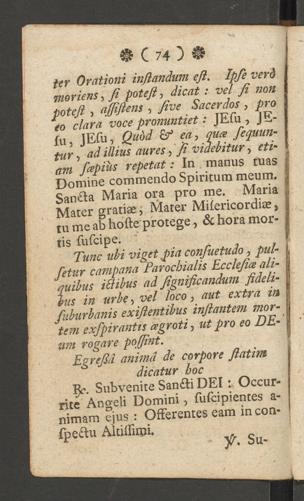 ❁ ( 74 ) ❁
ter Orationi inſtandum eſt. Ipſe verò
moriens, ſi poteſt, dicat : vel ſi non
poteſt, aſſiſtens, ſive Sacerdos, pro
eo clara voce pronuntiet : JEſu, JE-
ſu, JEſu, Quòd & ea, quæ ſequun-
tur, ad illius aures, ſi videbitur, eti-
am ſæpiùs repetat : In manus tuas
Domine commendo Spiritum meum.
Sancta Maria ora pro me. Maria
Mater gratiæ, Mater Miſericordiæ,
tu me ab hoſte protege, & hora mor-
tis ſuſcipe.
Tunc ubi viget pia conſuetudo, pul-
ſetur campana Parochialis Eccleſiæ ali-
quibus ictibus ad ſignificandum fideli-
bus in urbe, vel loco, aut extra in
ſuburbanis exiſtentibus inſtantem mor-
tem exſpirantis ægroti, ut pro eo DE-
um rogare poſſint.
Egreſſâ animâ de corpore ſtatim
dicatur hoc
℟. Subvenite Sancti DEI : Occur-
rite Angeli Domini, ſuſcipientes a-
nimam ejus : Offerentes eam in con-
ſpectu Altiſſimi.
℣. Su-